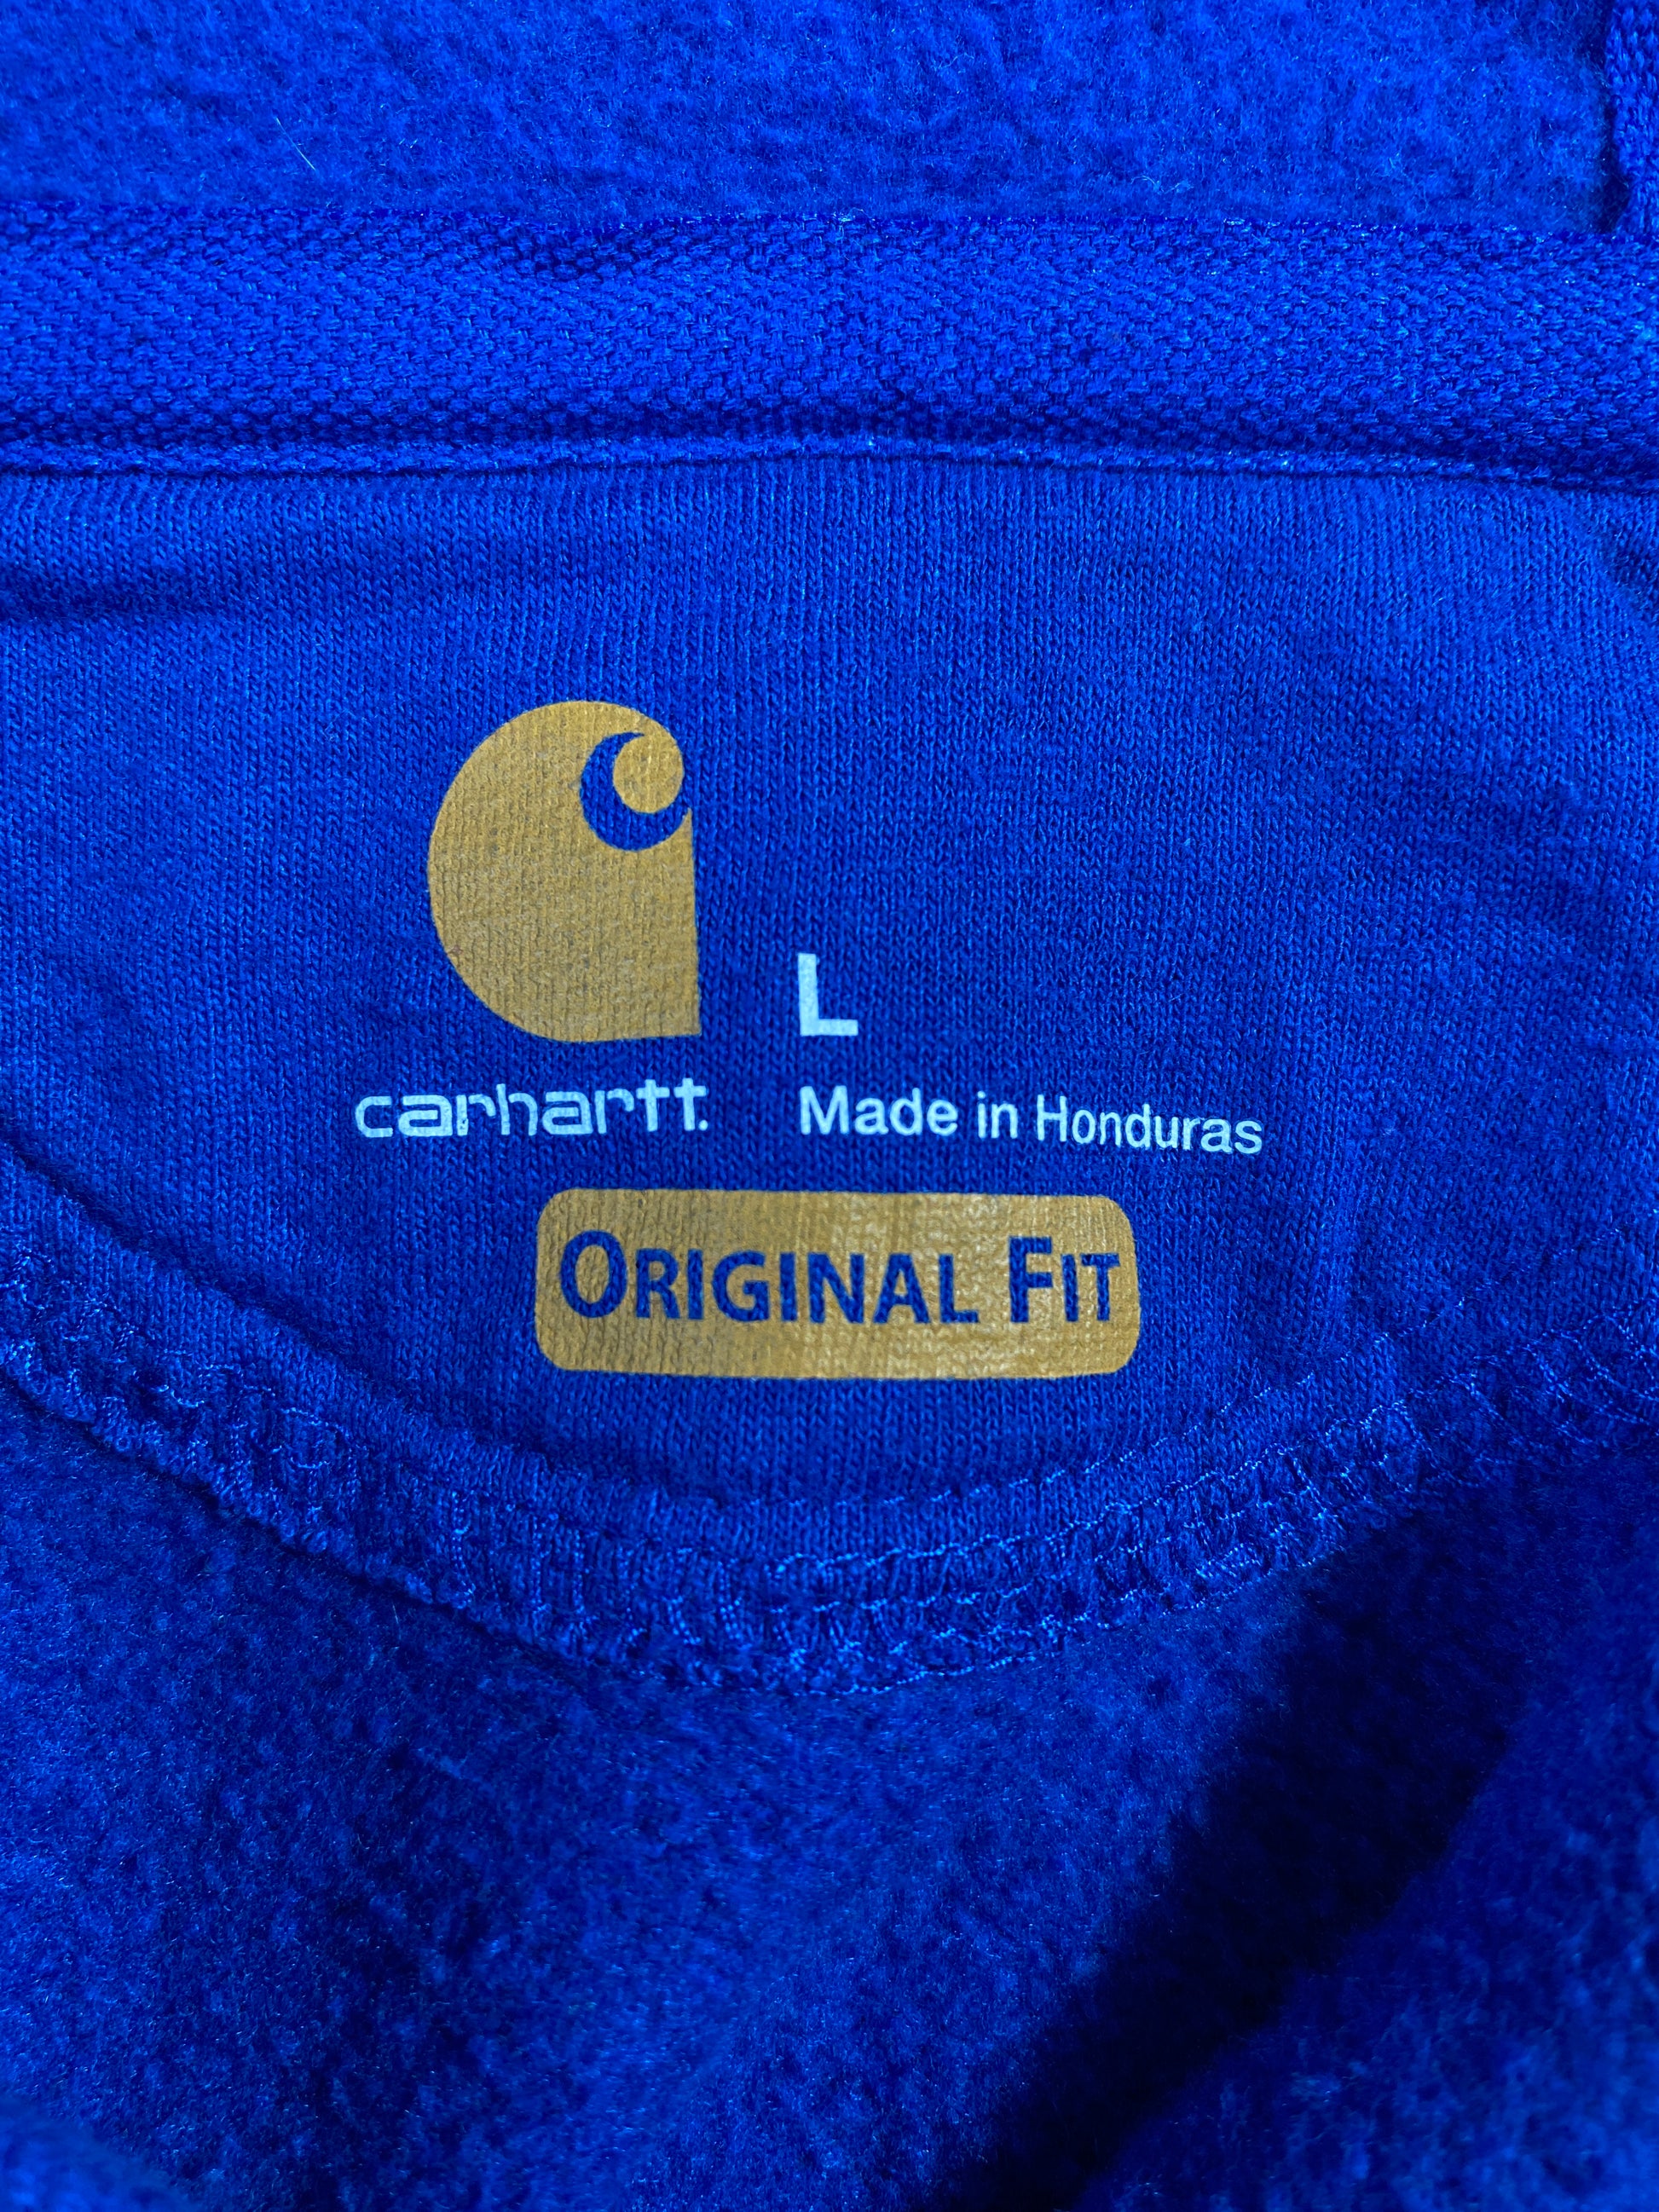 L
carhartt.
Made in Honduras
ORIGINAL FIT